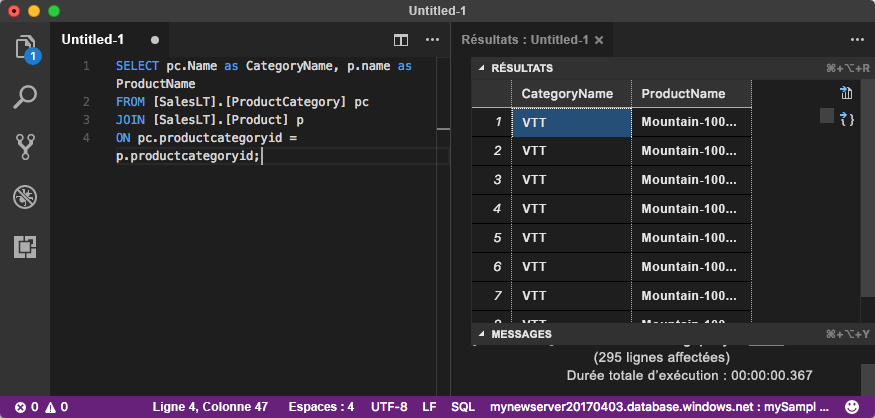 Untitled-1
1
Untitled-1
Résultats : Untitled-1
1 SELECT pc.Name as CategoryName, p.name as
ProductName
2 FROM [SalesLT].[ProductCategory] pc
3 JOIN [SalesLT].[Product] p
4 ON pc.productcategoryid =
p.productcategoryid;
RÉSULTATS ⌘+⌥+R
CategoryName ProductName
1 VTT Mountain-100...
2 VTT Mountain-100...
3 VTT Mountain-100...
4 VTT Mountain-100...
5 VTT Mountain-100...
6 VTT Mountain-100...
7 VTT Mountain-100...
VTT Mountain-100...
MESSAGES ⌘+⌥+Y
(295 lignes affectées)
Durée totale d'exécution : 00:00:00.367
0 0 Ligne 4, Colonne 47 Espaces : 4 UTF-8 LF SQL mynewserver20170403.database.windows.net : mySampl ...